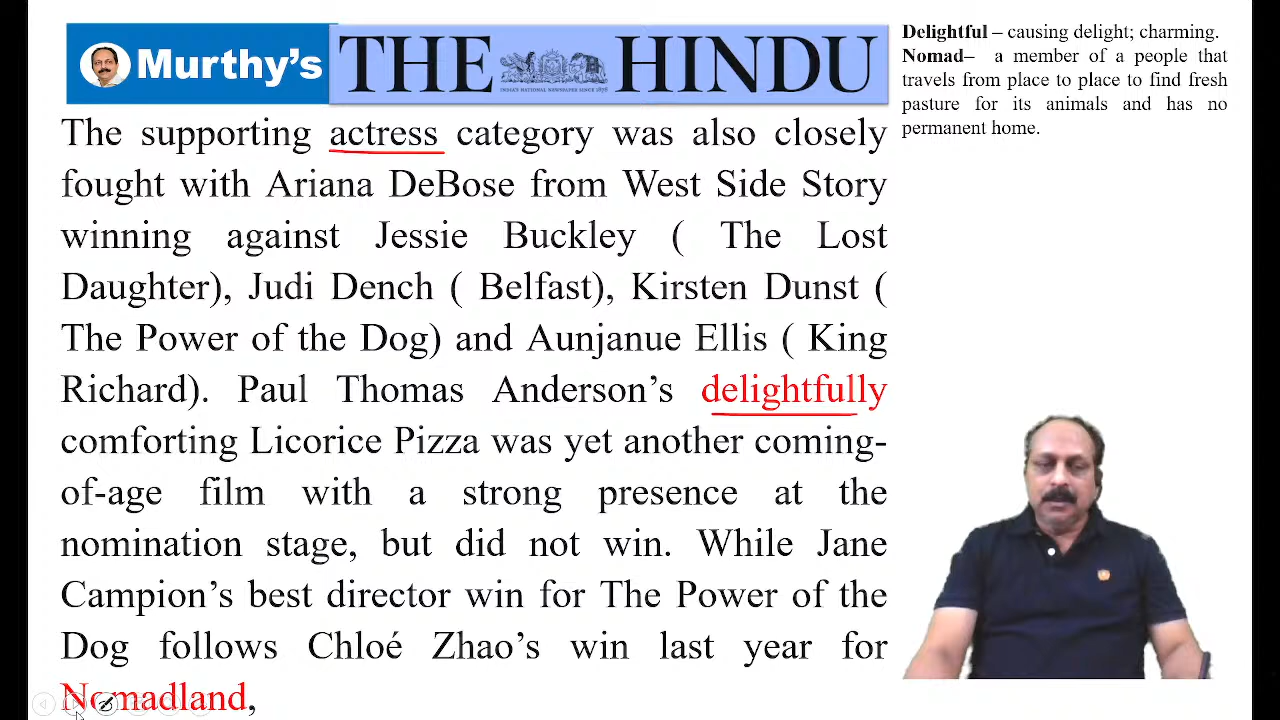 Murthy's THE HINDU
INDIA'S NATIONAL NEWSPAPER SINCE 1878
The supporting actress category was also closely
fought with Ariana DeBose from West Side Story
winning against Jessie Buckley ( The Lost
Daughter), Judi Dench ( Belfast), Kirsten Dunst (
The Power of the Dog) and Aunjanue Ellis ( King
Richard). Paul Thomas Anderson’s delightfully
comforting Licorice Pizza was yet another coming-
of-age film with a strong presence at the
nomination stage, but did not win. While Jane
Campion’s best director win for The Power of the
Dog follows Chloé Zhao’s win last year for
Nomadland,
Delightful – causing delight; charming.
Nomad– a member of a people that
travels from place to place to find fresh
pasture for its animals and has no
permanent home.